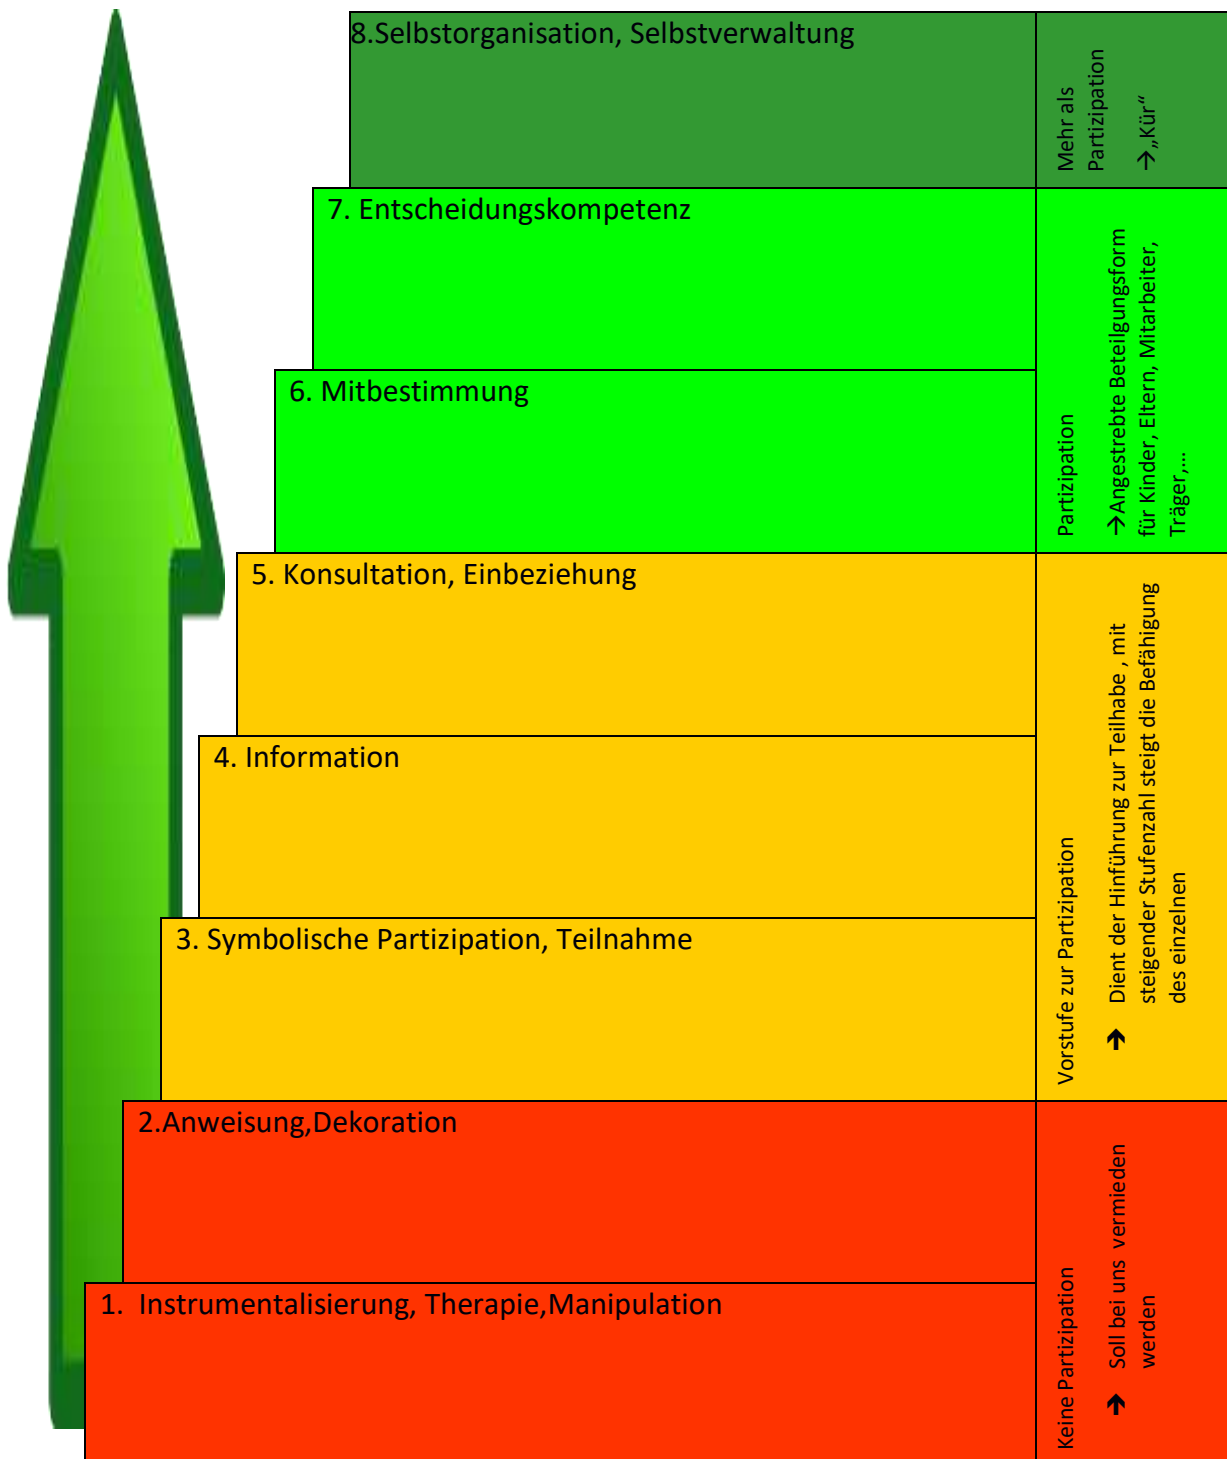 8.Selbstorganisation, Selbstverwaltung
Mehr als
Partizipation
→„Kür“
7. Entscheidungskompetenz
6. Mitbestimmung
Partizipation
→Angestrebte Beteilgungsform
für Kinder, Eltern, Mitarbeiter,
Träger,...
5. Konsultation, Einbeziehung
4. Information
3. Symbolische Partizipation, Teilnahme
Vorstufe zur Partizipation
→ Dient der Hinführung zur Teilhabe , mit
steigender Stufenzahl steigt die Befähigung
des einzelnen
2.Anweisung,Dekoration
1. Instrumentalisierung, Therapie,Manipulation
Keine Partizipation
→ Soll bei uns vermieden
werden